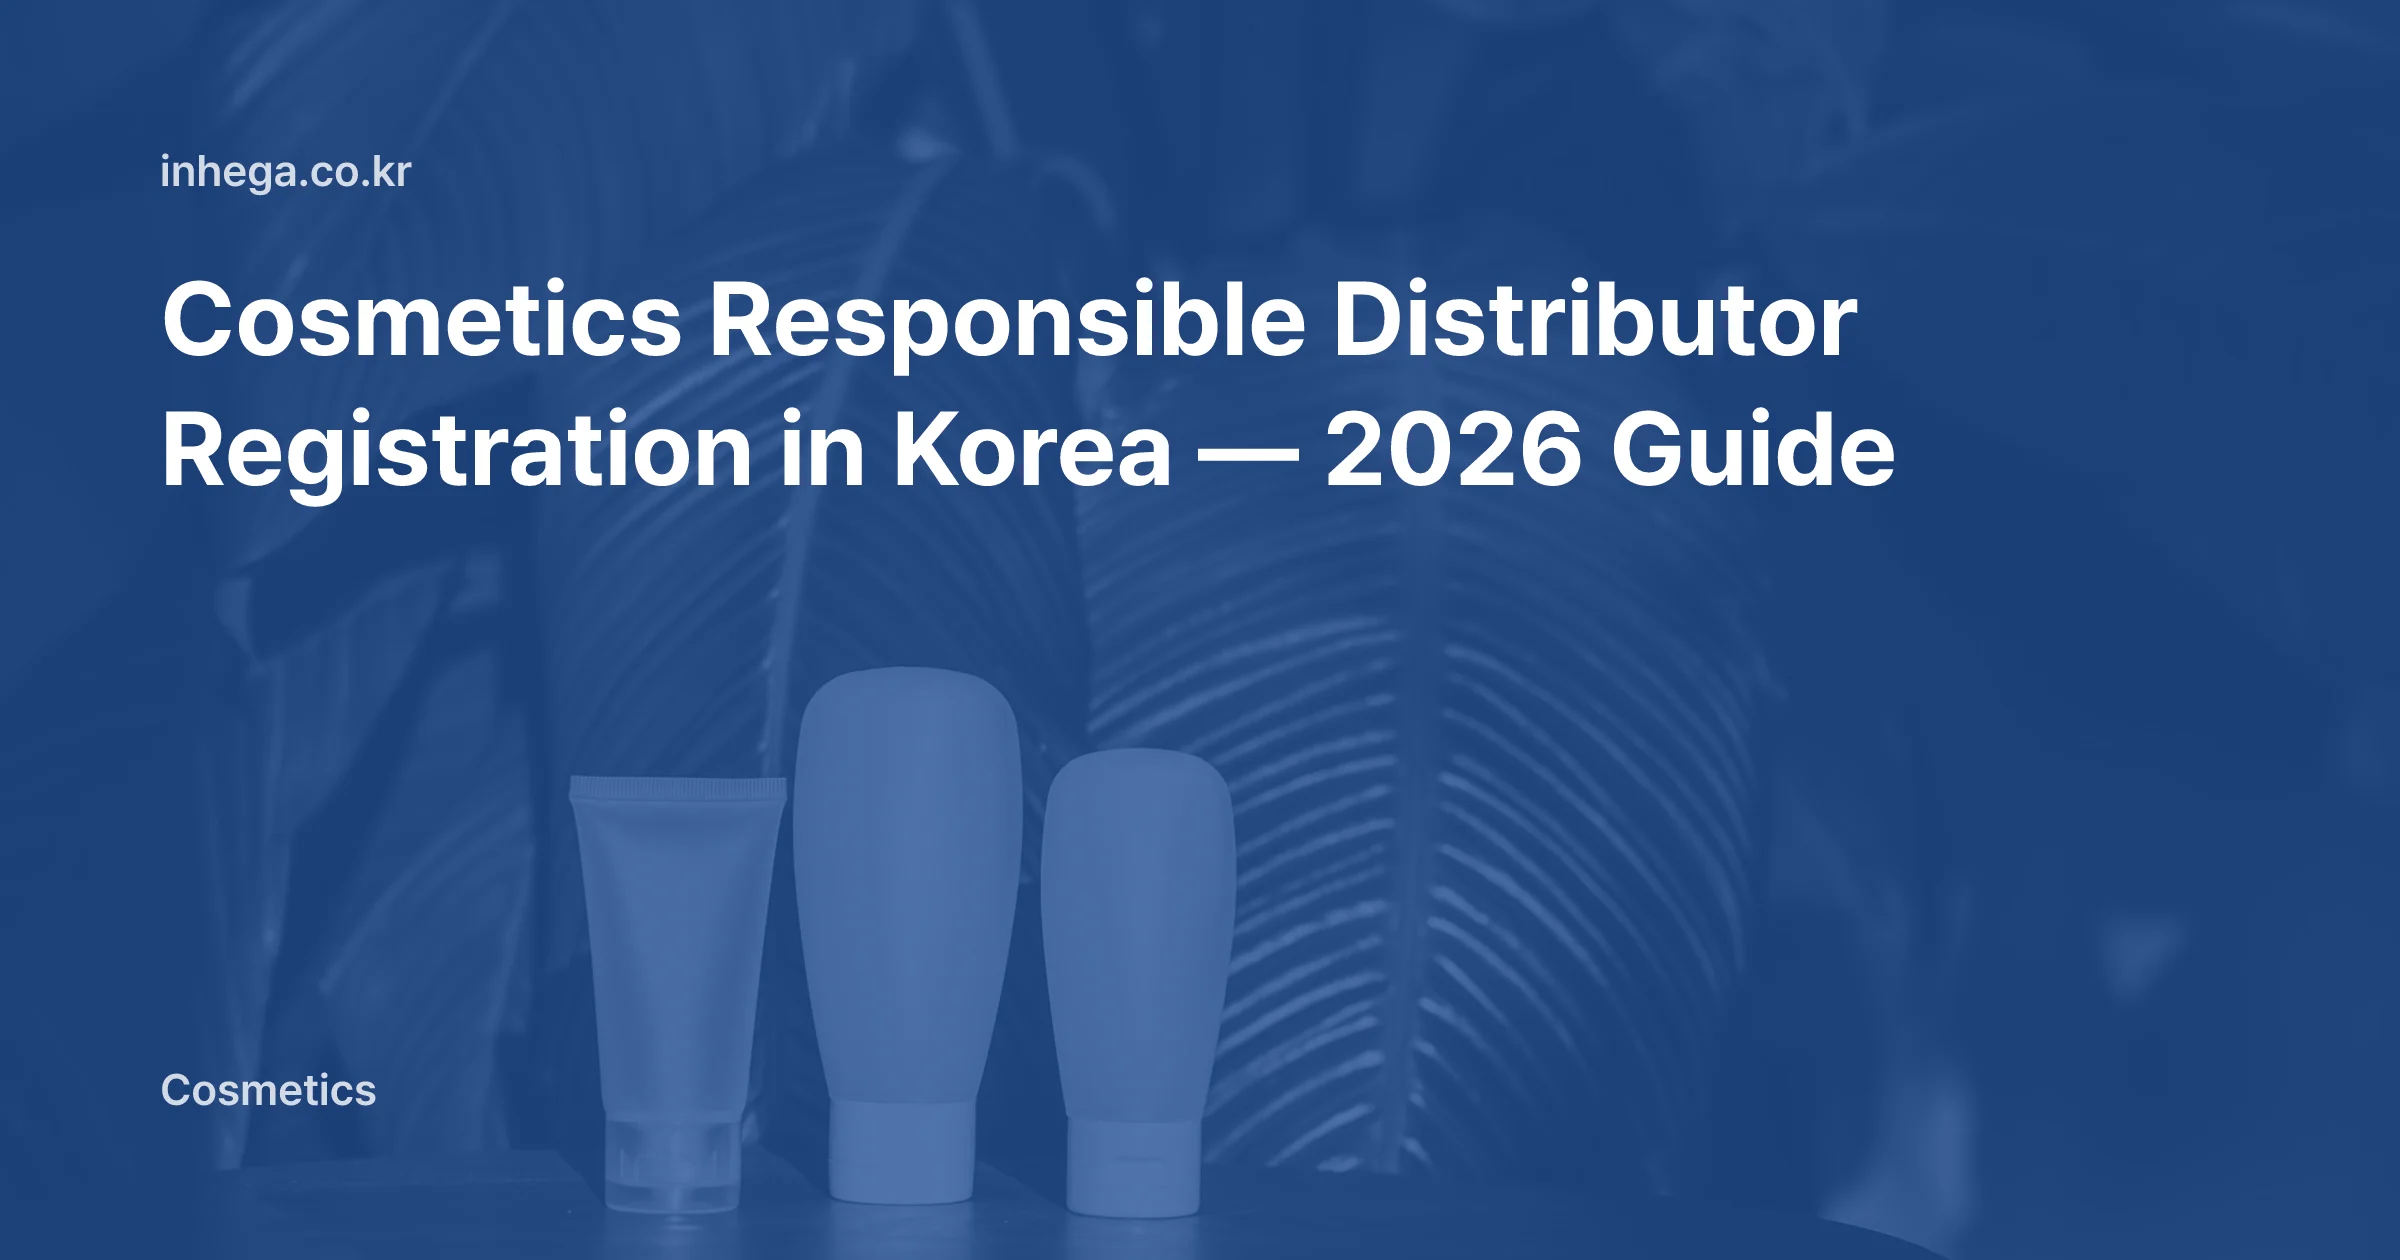 inhega.co.kr
Cosmetics Responsible Distributor
Registration in Korea — 2026 Guide
Cosmetics